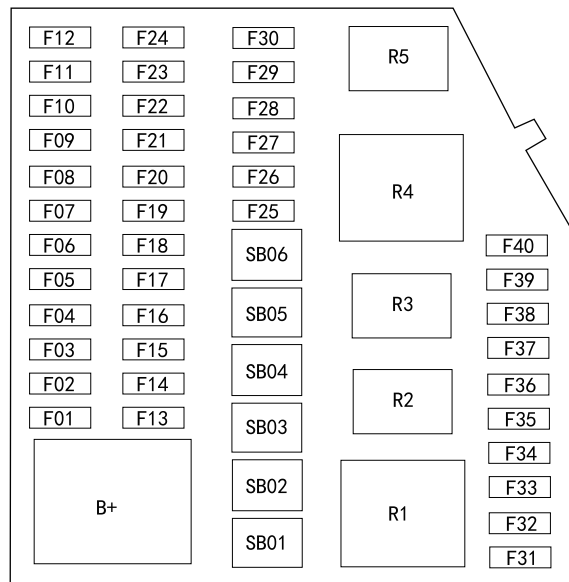 F12 F24 F30 R5
F11 F23 F29
F10 F22 F28
F09 F21 F27
F08 F20 F26 R4
F07 F19 F25
F06 F18 SB06 F40
F05 F17 F39
F04 F16 SB05 R3 F38
F03 F15 F37
F02 F14 SB04 F36
F01 F13 SB03 R2 F35
F34
SB02 F33
B+ R1 F32
SB01 F31